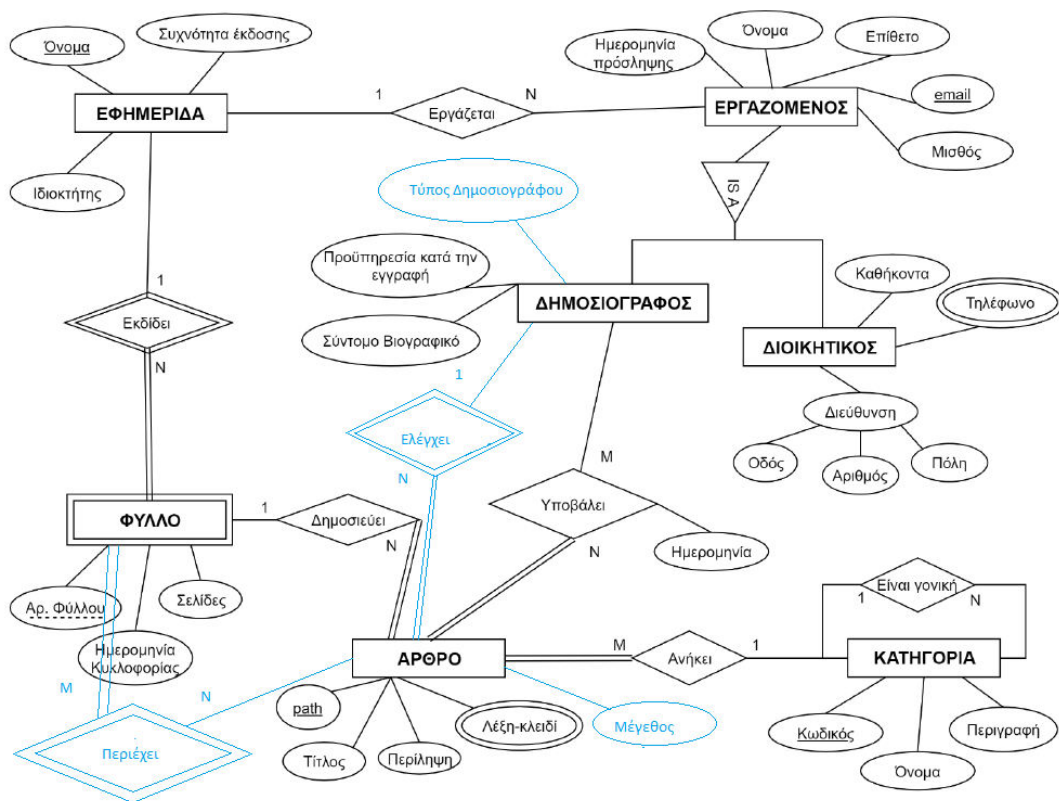 Όνομα
Συχνότητα έκδοσης
ΕΦΗΜΕΡΙΔΑ
Ιδιοκτήτης
1
Εργάζεται
N
Ημερομηνία
πρόσληψης
Όνομα
Επίθετο
email
ΕΡΓΑΖΟΜΕΝΟΣ
Μισθός
IS A
Τύπος Δημοσιογράφου
Προϋπηρεσία κατά την
εγγραφή
ΔΗΜΟΣΙΟΓΡΑΦΟΣ
Σύντομο Βιογραφικό
Καθήκοντα
Τηλέφωνο
ΔΙΟΙΚΗΤΙΚΟΣ
Διεύθυνση
Οδός
Αριθμός
Πόλη
1
Εκδίδει
N
1
Ελέγχει
N
M
Υποβάλει
N
Ημερομηνία
ΦΥΛΛΟ
1
Δημοσιεύει
N
Αρ. Φύλλου
Σελίδες
Ημερομηνία
Κυκλοφορίας
M
Περιέχει
N
ΑΡΘΡΟ
path
Τίτλος
Περίληψη
Λέξη-κλειδί
Μέγεθος
M
Ανήκει
1
Είναι γονική
1
N
ΚΑΤΗΓΟΡΙΑ
Κωδικός
Όνομα
Περιγραφή